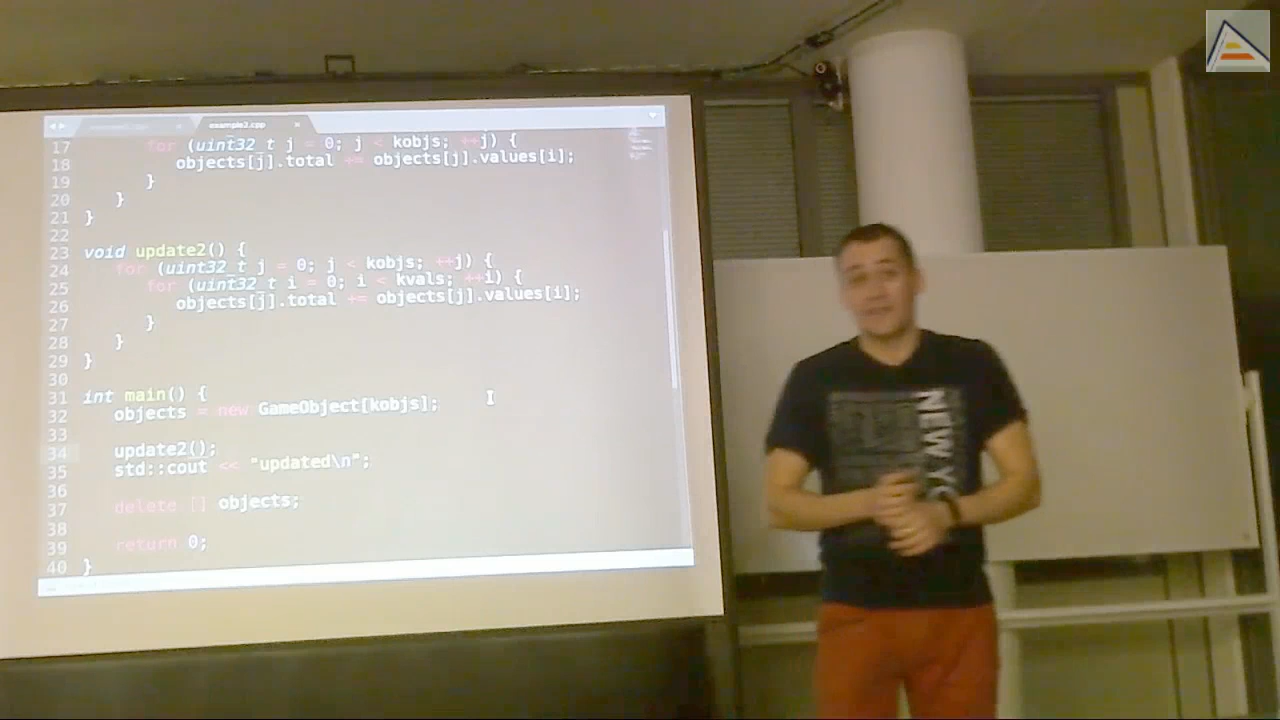 example2.cpp
17 for (uint32_t j = 0; j < kobjs; ++j) {
18 objects[j].total += objects[j].values[i];
19 }
20 }
21 }
22
23 void update2() {
24 for (uint32_t j = 0; j < kobjs; ++j) {
25 for (uint32_t i = 0; i < kvals; ++i) {
26 objects[j].total += objects[j].values[i];
27 }
28 }
29 }
30
31 int main() {
32 objects = new GameObject[kobjs];
33
34 update2();
35 std::cout << "updated\n";
36
37 delete [] objects;
38
39 return 0;
40 }
NEW YO